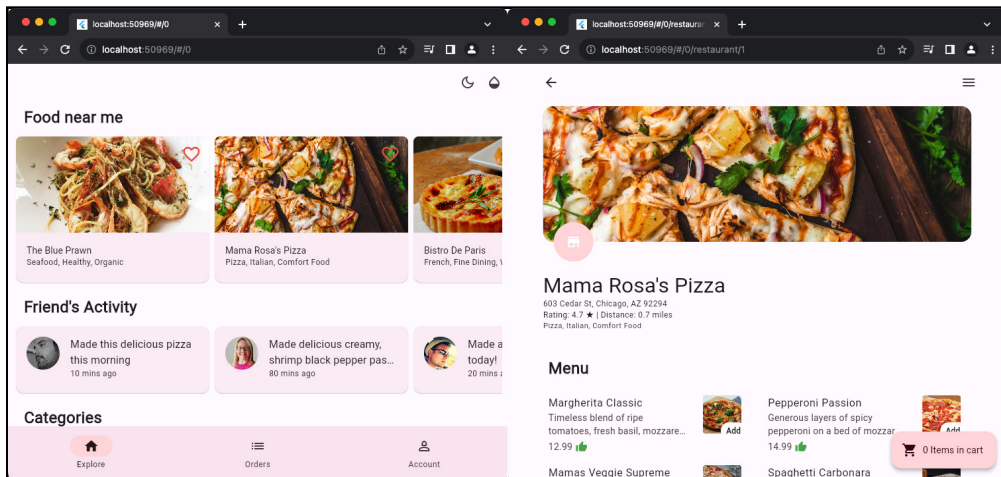 localhost:50969/#/0
localhost:50969/#/0
Food near me
The Blue Prawn
Seafood, Healthy, Organic
Mama Rosa's Pizza
Pizza, Italian, Comfort Food
Bistro De Paris
French, Fine Dining,
Friend's Activity
Made this delicious pizza
this morning
10 mins ago
Made delicious creamy,
shrimp black pepper pas...
80 mins ago
Made a
today!
20 mins
Categories
Explore
Orders
Account
localhost:50969/#/0/restaurar
localhost:50969/#/0/restaurant/1
Mama Rosa's Pizza
603 Cedar St, Chicago, AZ 92294
Rating: 4.7 ★ | Distance: 0.7 miles
Pizza, Italian, Comfort Food
Menu
Margherita Classic
Timeless blend of ripe
tomatoes, fresh basil, mozzare...
12.99 👍
Add
Pepperoni Passion
Generous layers of spicy
pepperoni on a bed of mozzar
14.99 👍
Add
0 Items in cart
Mamas Veggie Supreme
Spaghetti Carbonara